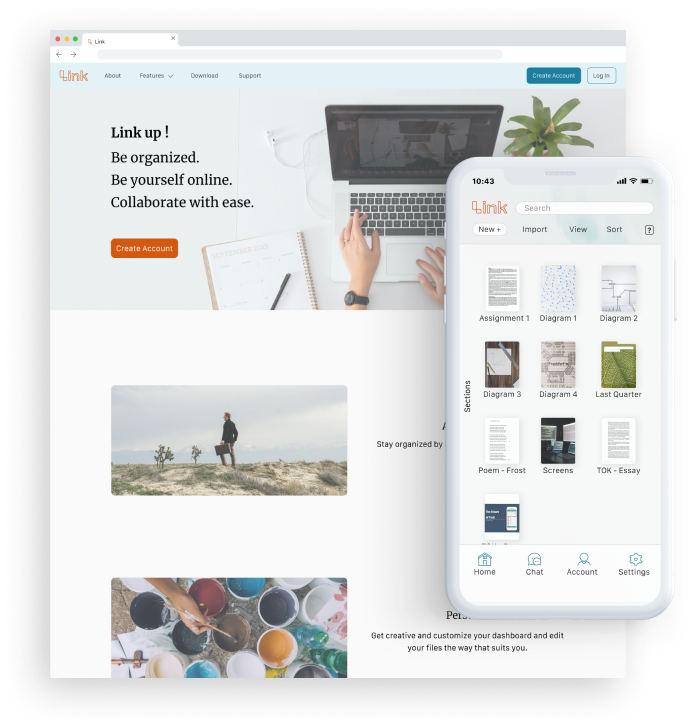 Link
Link
About
Features
Download
Support
Create Account
Log In
Link up !
Be organized.
Be yourself online.
Collaborate with ease.
Create Account
SEPTEMBER
Stay organized by
Get creative and customize your dashboard and edit
your files the way that suits you.
10:43
Link
Search
New +
Import
View
Sort
?
Assignment 1
Diagram 1
Diagram 2
Sections
Diagram 3
Diagram 4
Last Quarter
Poem - Frost
Screens
TOK - Essay
Home
Chat
Account
Settings